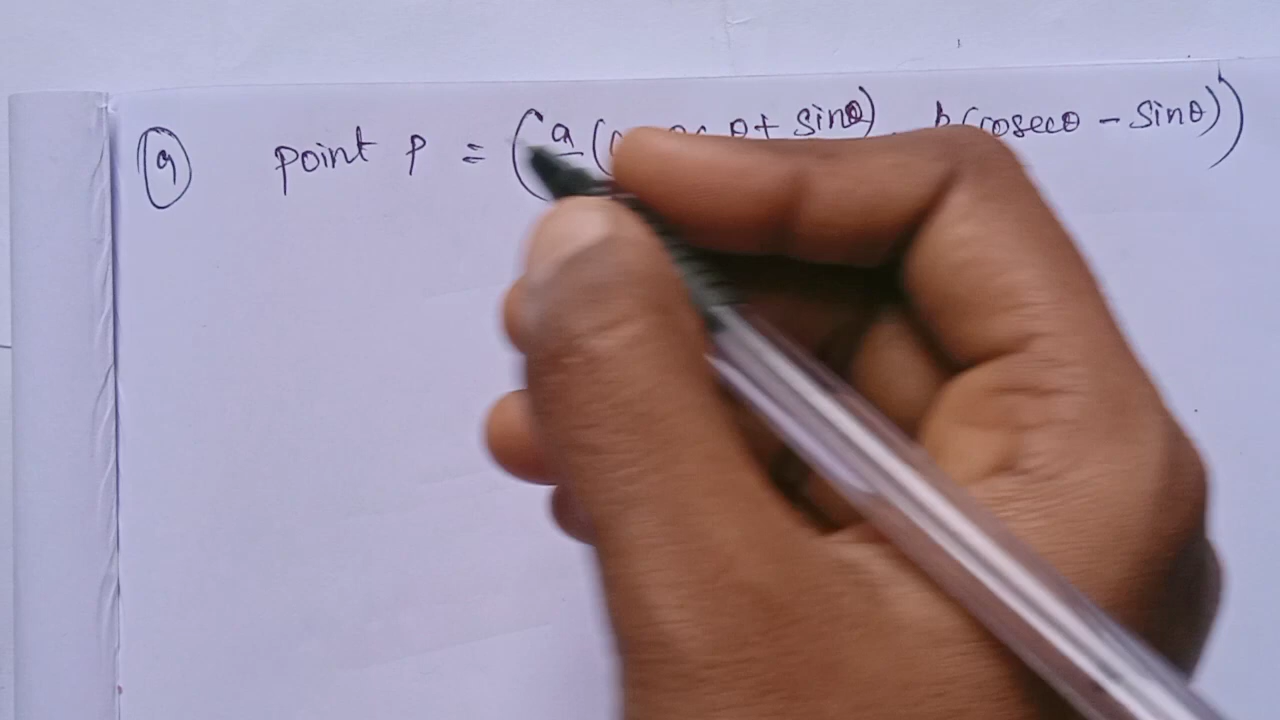 9 point P = (a ( θ + sinθ) , cosecθ - sinθ))